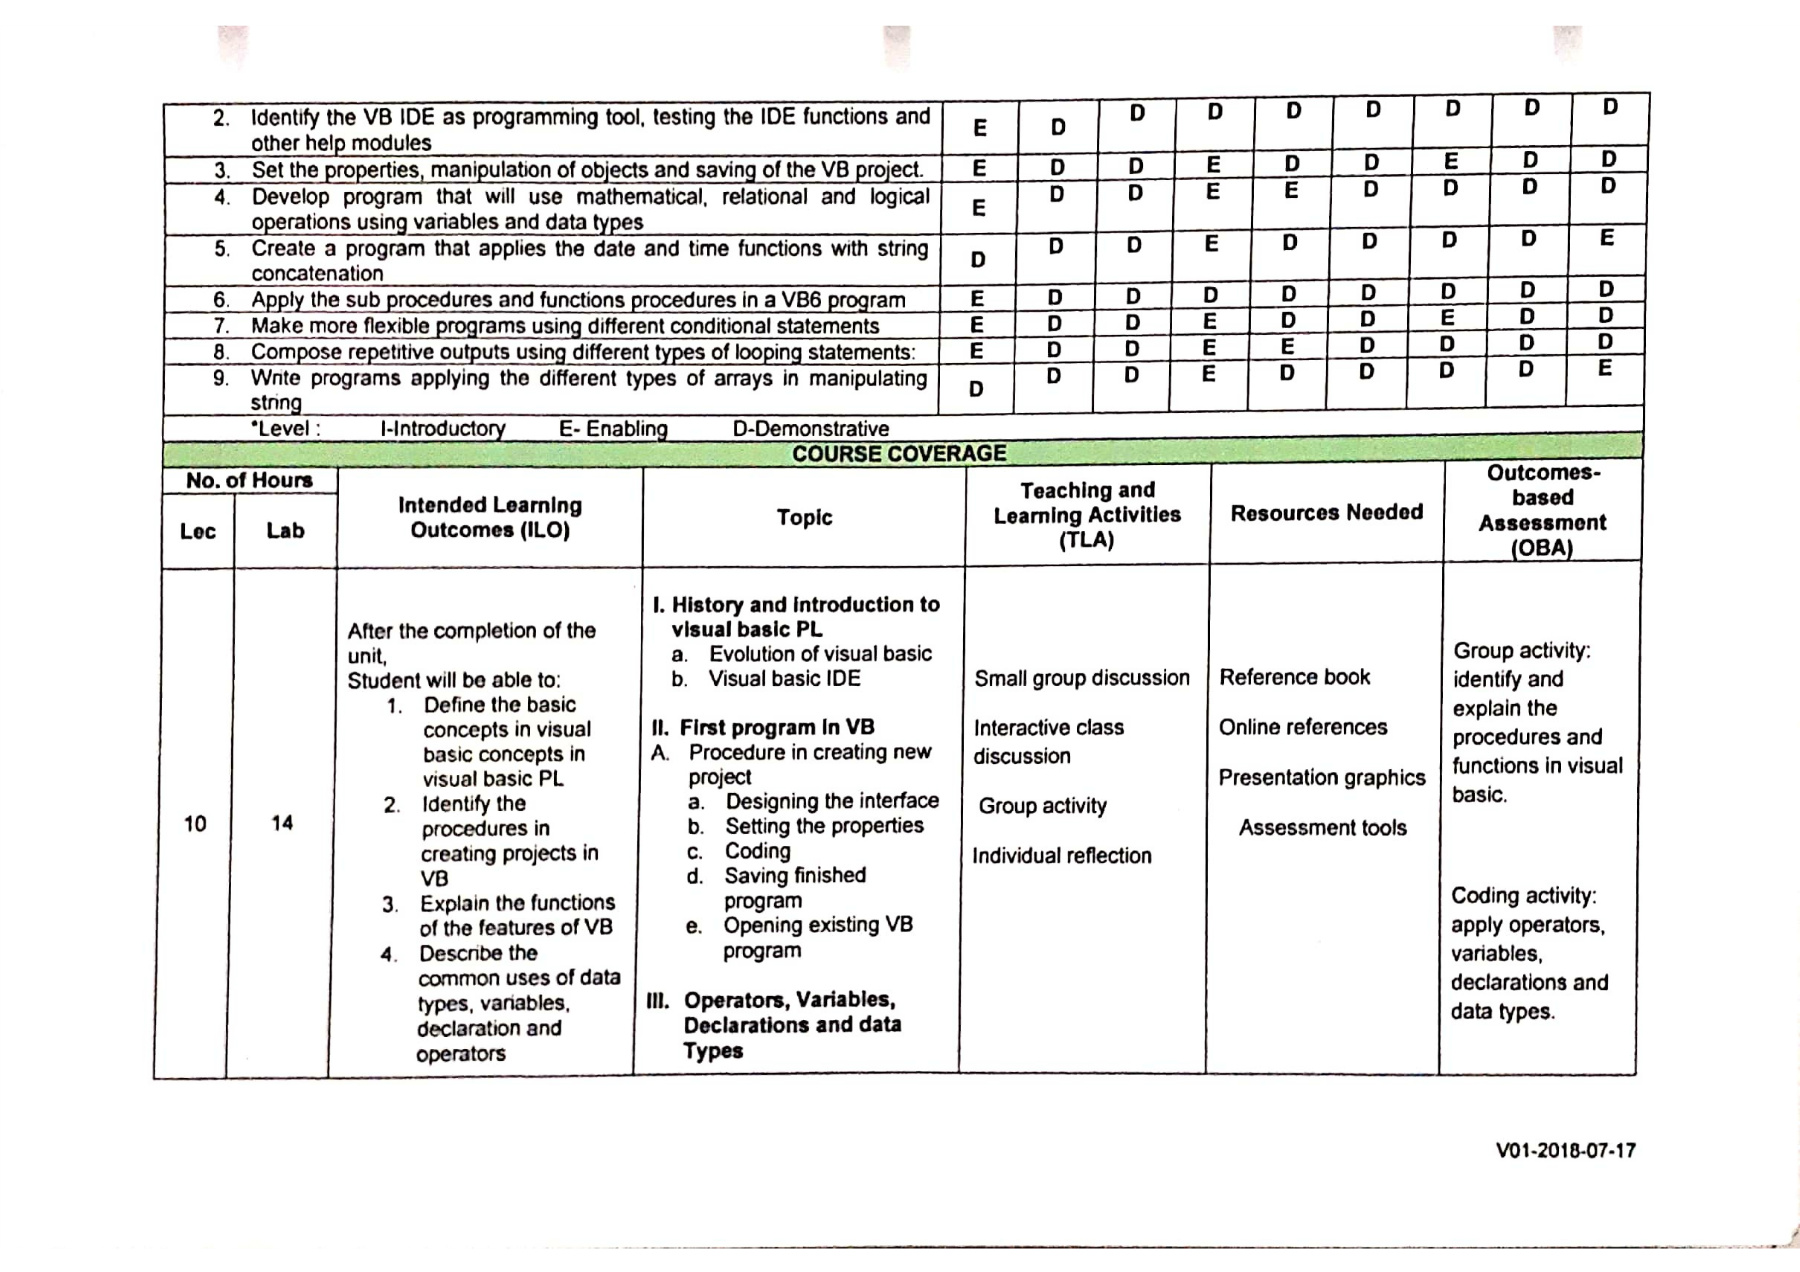 2. Identify the VB IDE as programming tool, testing the IDE functions and
other help modules
E D D D D D D D D
3. Set the properties, manipulation of objects and saving of the VB project.
E D D E D D E D D
4. Develop program that will use mathematical, relational and logical
operations using variables and data types
E D D E E D D D D
5. Create a program that applies the date and time functions with string
concatenation
D D D E D D D D E
6. Apply the sub procedures and functions procedures in a VB6 program
E D D D D D D D D
7. Make more flexible programs using different conditional statements
E D D E D D E D D
8. Compose repetitive outputs using different types of looping statements:
E D D E E D D D D
9. Write programs applying the different types of arrays in manipulating
string
D D D E D D D D E
*Level : I-Introductory E- Enabling D-Demonstrative
COURSE COVERAGE
No. of Hours
Lec
Lab
Intended Learning
Outcomes (ILO)
Topic
Teaching and
Learning Activities
(TLA)
Resources Needed
Outcomes-
based
Assessment
(OBA)
10
14
After the completion of the
unit,
Student will be able to:
1. Define the basic
concepts in visual
basic concepts in
visual basic PL
2. Identify the
procedures in
creating projects in
VB
3. Explain the functions
of the features of VB
4. Describe the
common uses of data
types, variables,
declaration and
operators
I. History and introduction to
visual basic PL
a. Evolution of visual basic
b. Visual basic IDE
II. First program in VB
A. Procedure in creating new
project
a. Designing the interface
b. Setting the properties
c. Coding
d. Saving finished
program
e. Opening existing VB
program
III. Operators, Variables,
Declarations and data
Types
Small group discussion
Interactive class
discussion
Group activity
Individual reflection
Reference book
Online references
Presentation graphics
Assessment tools
Group activity:
identify and
explain the
procedures and
functions in visual
basic.
Coding activity:
apply operators,
variables,
declarations and
data types.
V01-2018-07-17